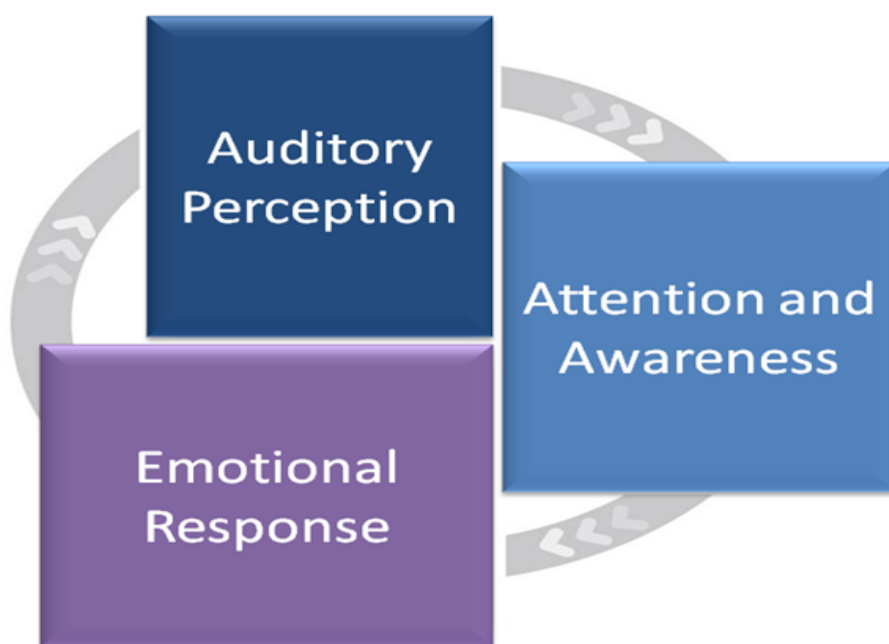 Auditory
Perception
Attention and
Awareness
Emotional
Response